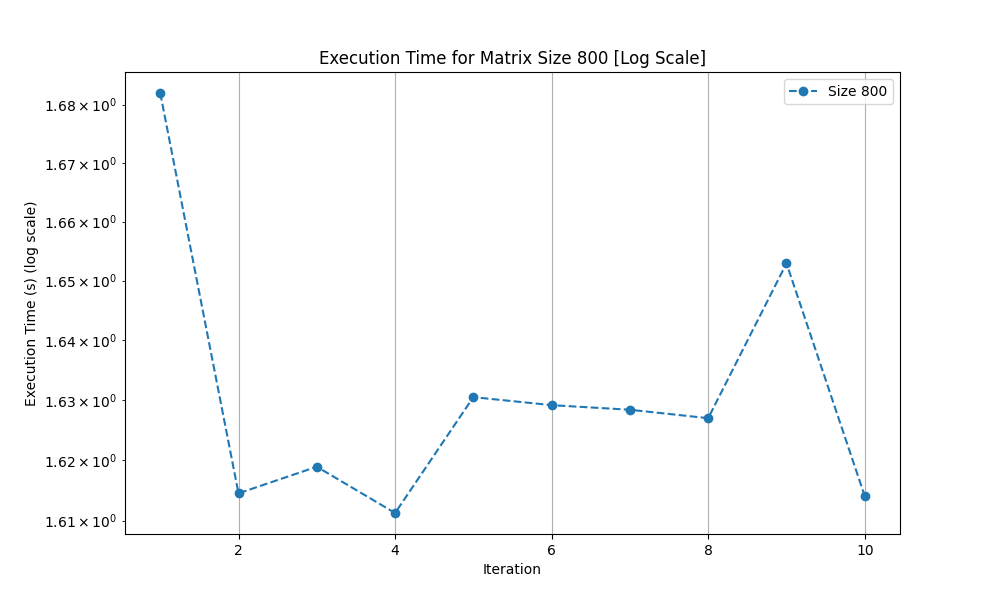 Execution Time for Matrix Size 800 [Log Scale]
Size 800
Execution Time (s) (log scale)
1.68 × 10⁰
1.67 × 10⁰
1.66 × 10⁰
1.65 × 10⁰
1.64 × 10⁰
1.63 × 10⁰
1.62 × 10⁰
1.61 × 10⁰
2 4 6 8 10
Iteration